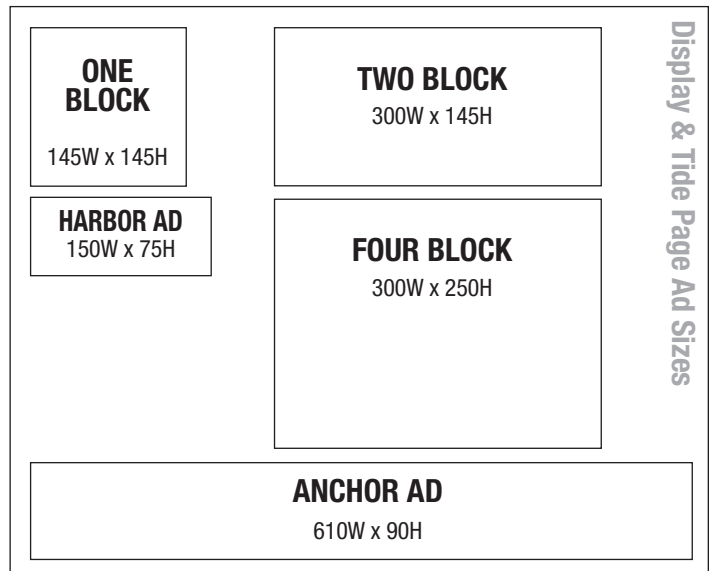 ONE
BLOCK
145W x 145H
TWO BLOCK
300W x 145H
HARBOR AD
150W x 75H
FOUR BLOCK
300W x 250H
ANCHOR AD
610W x 90H
Display & Tide Page Ad Sizes